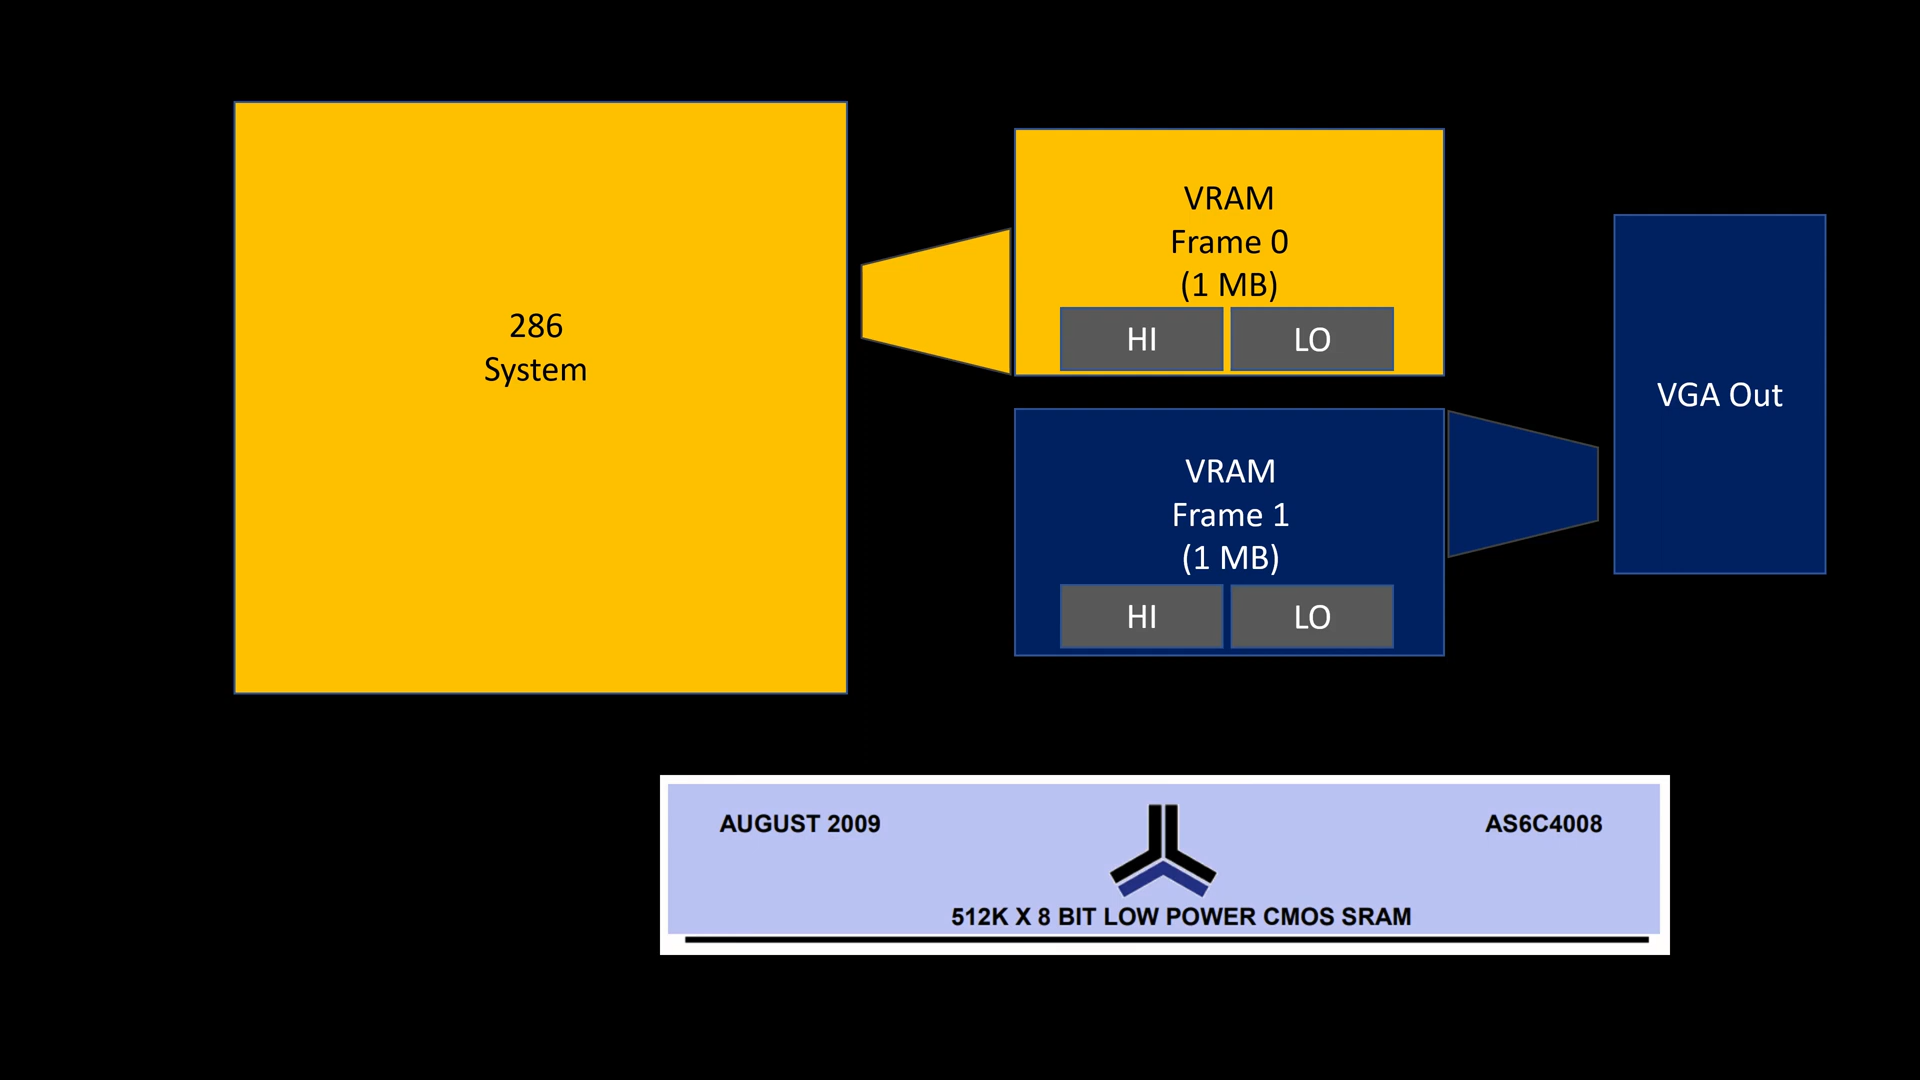 286
System
VRAM
Frame 0
(1 MB)
HI
LO
VRAM
Frame 1
(1 MB)
HI
LO
VGA Out
AUGUST 2009
AS6C4008
512K X 8 BIT LOW POWER CMOS SRAM